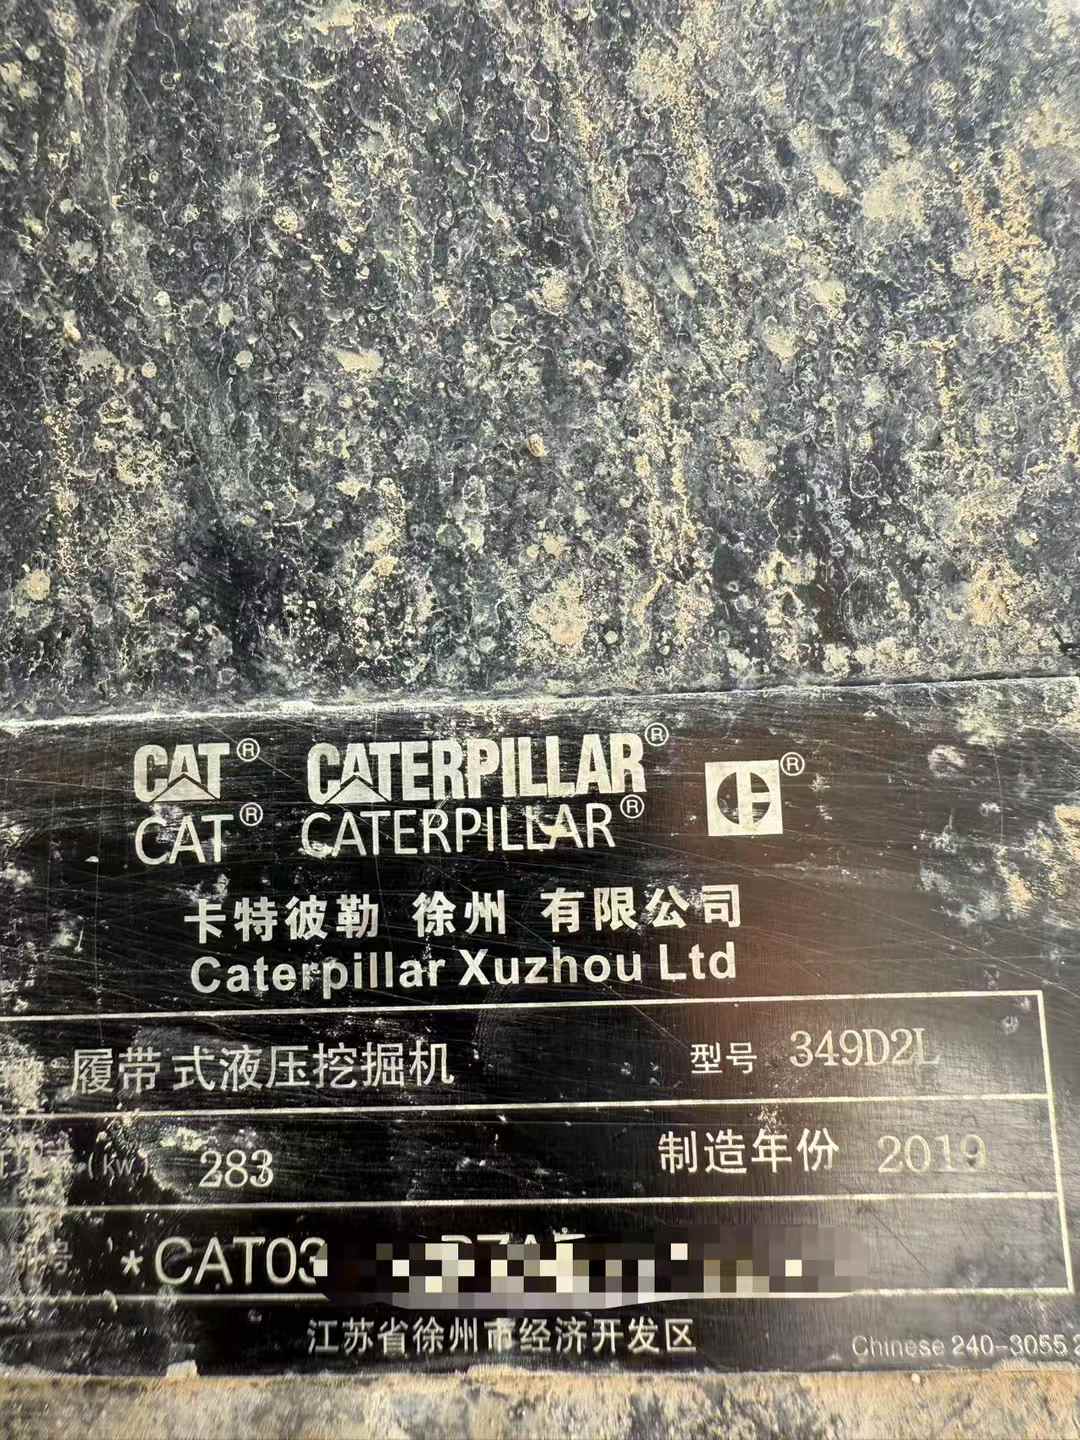 CAT® CATERPILLAR®
CAT® CATERPILLAR®
卡特彼勒 徐州 有限公司
Caterpillar Xuzhou Ltd
履带式液压挖掘机 型号 349D2L
(kW) 283 制造年份 2019
*CAT03
江苏省徐州市经济开发区 Chinese 240-3055